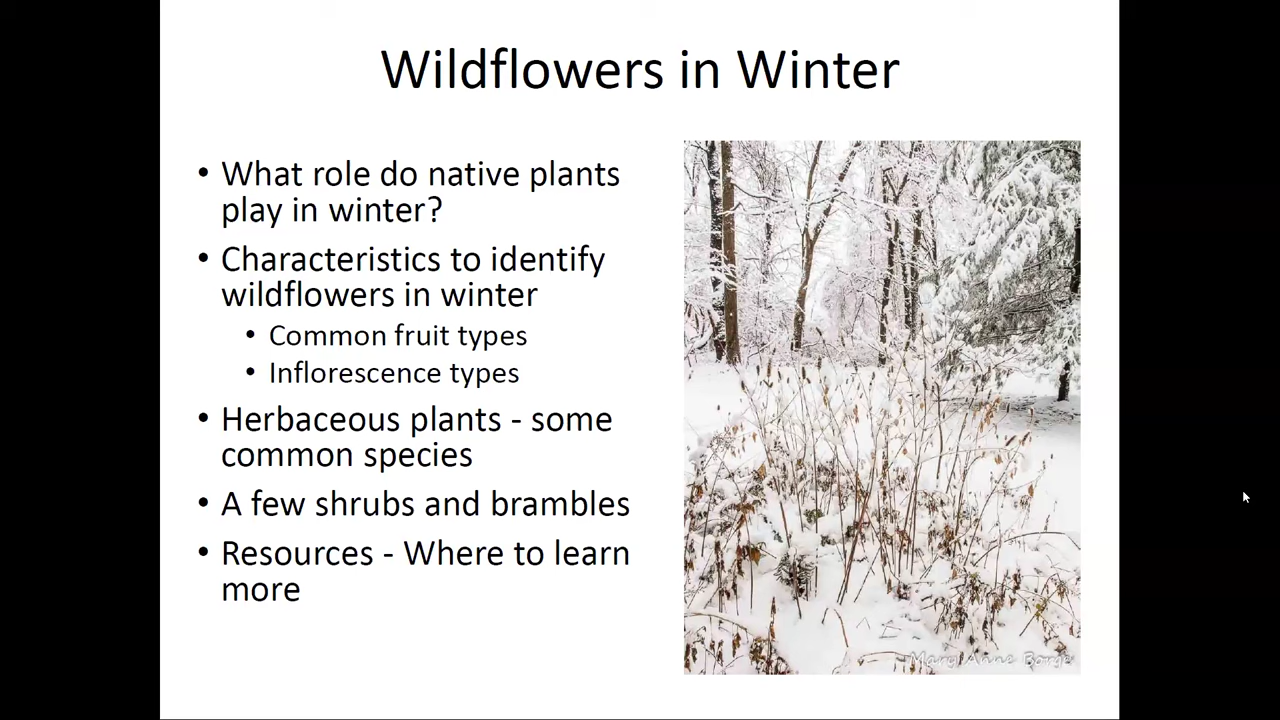 Wildflowers in Winter
• What role do native plants
play in winter?
• Characteristics to identify
wildflowers in winter
• Common fruit types
• Inflorescence types
• Herbaceous plants - some
common species
• A few shrubs and brambles
• Resources - Where to learn
more
Mary Anne Borge